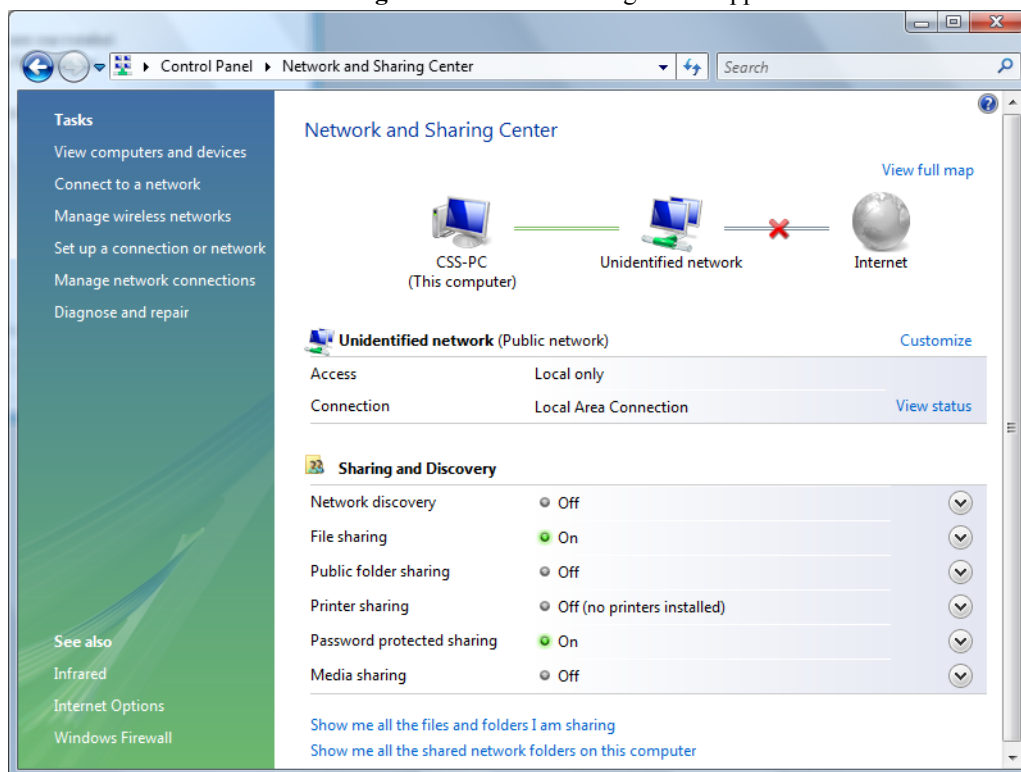 Control Panel ▸ Network and Sharing Center Search
Tasks
View computers and devices
Connect to a network
Manage wireless networks
Set up a connection or network
Manage network connections
Diagnose and repair
See also
Infrared
Internet Options
Windows Firewall
Network and Sharing Center
View full map
CSS-PC
(This computer)
Unidentified network
Internet
Unidentified network (Public network) Customize
Access Local only
Connection Local Area Connection View status
Sharing and Discovery
Network discovery Off
File sharing On
Public folder sharing Off
Printer sharing Off (no printers installed)
Password protected sharing On
Media sharing Off
Show me all the files and folders I am sharing
Show me all the shared network folders on this computer